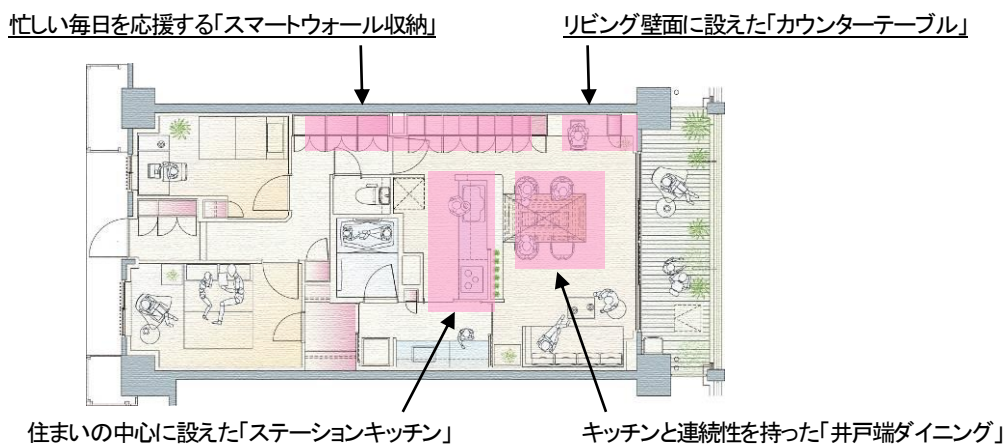 忙しい毎日を応援する「スマートウォール収納」
リビング壁面に設えた「カウンターテーブル」
住まいの中心に設えた「ステーションキッチン」
キッチンと連続性を持った「井戸端ダイニング」